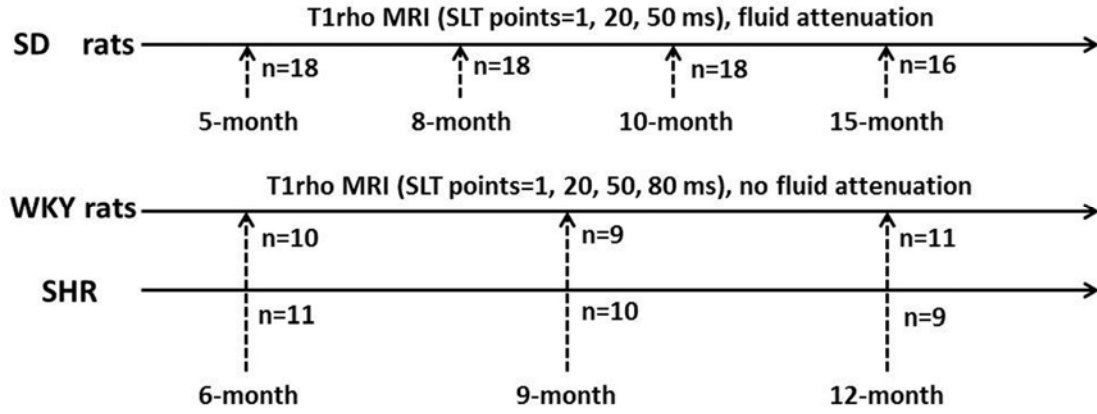 T1rho MRI (SLT points=1, 20, 50 ms), fluid attenuation
SD rats
n=18 n=18 n=18 n=16
5-month 8-month 10-month 15-month
T1rho MRI (SLT points=1, 20, 50, 80 ms), no fluid attenuation
WKY rats
n=10 n=9 n=11
SHR
n=11 n=10 n=9
6-month 9-month 12-month